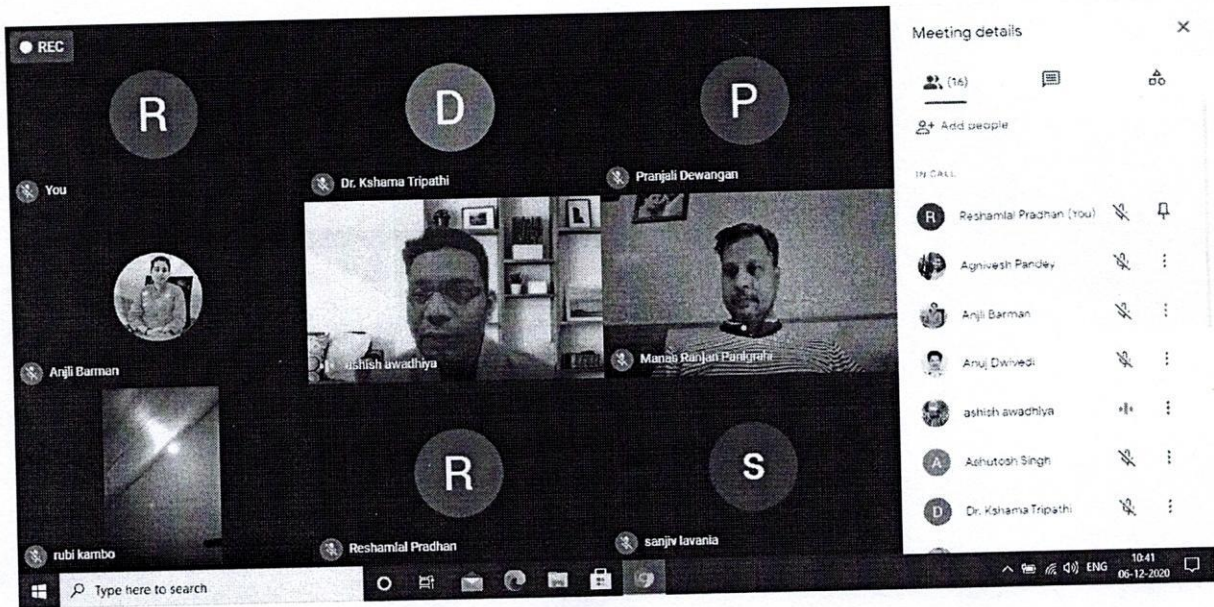 REC
R
You
D
Dr. Kshama Tripathi
P
Pranjali Dewangan
Anjli Barman
ashish awadhiya
Manas Ranjan Panigrahi
rubi kambo
R
Reshamlal Pradhan
S
sanjiv lavania
Meeting details
(16)
Add people
IN CALL
R Reshamlal Pradhan (You)
Agnivesh Pandey
Anjli Barman
Anuj Dwivedi
ashish awadhiya
A Ashutosh Singh
D Dr. Kshama Tripathi
Type here to search
ENG
10:41
06-12-2020